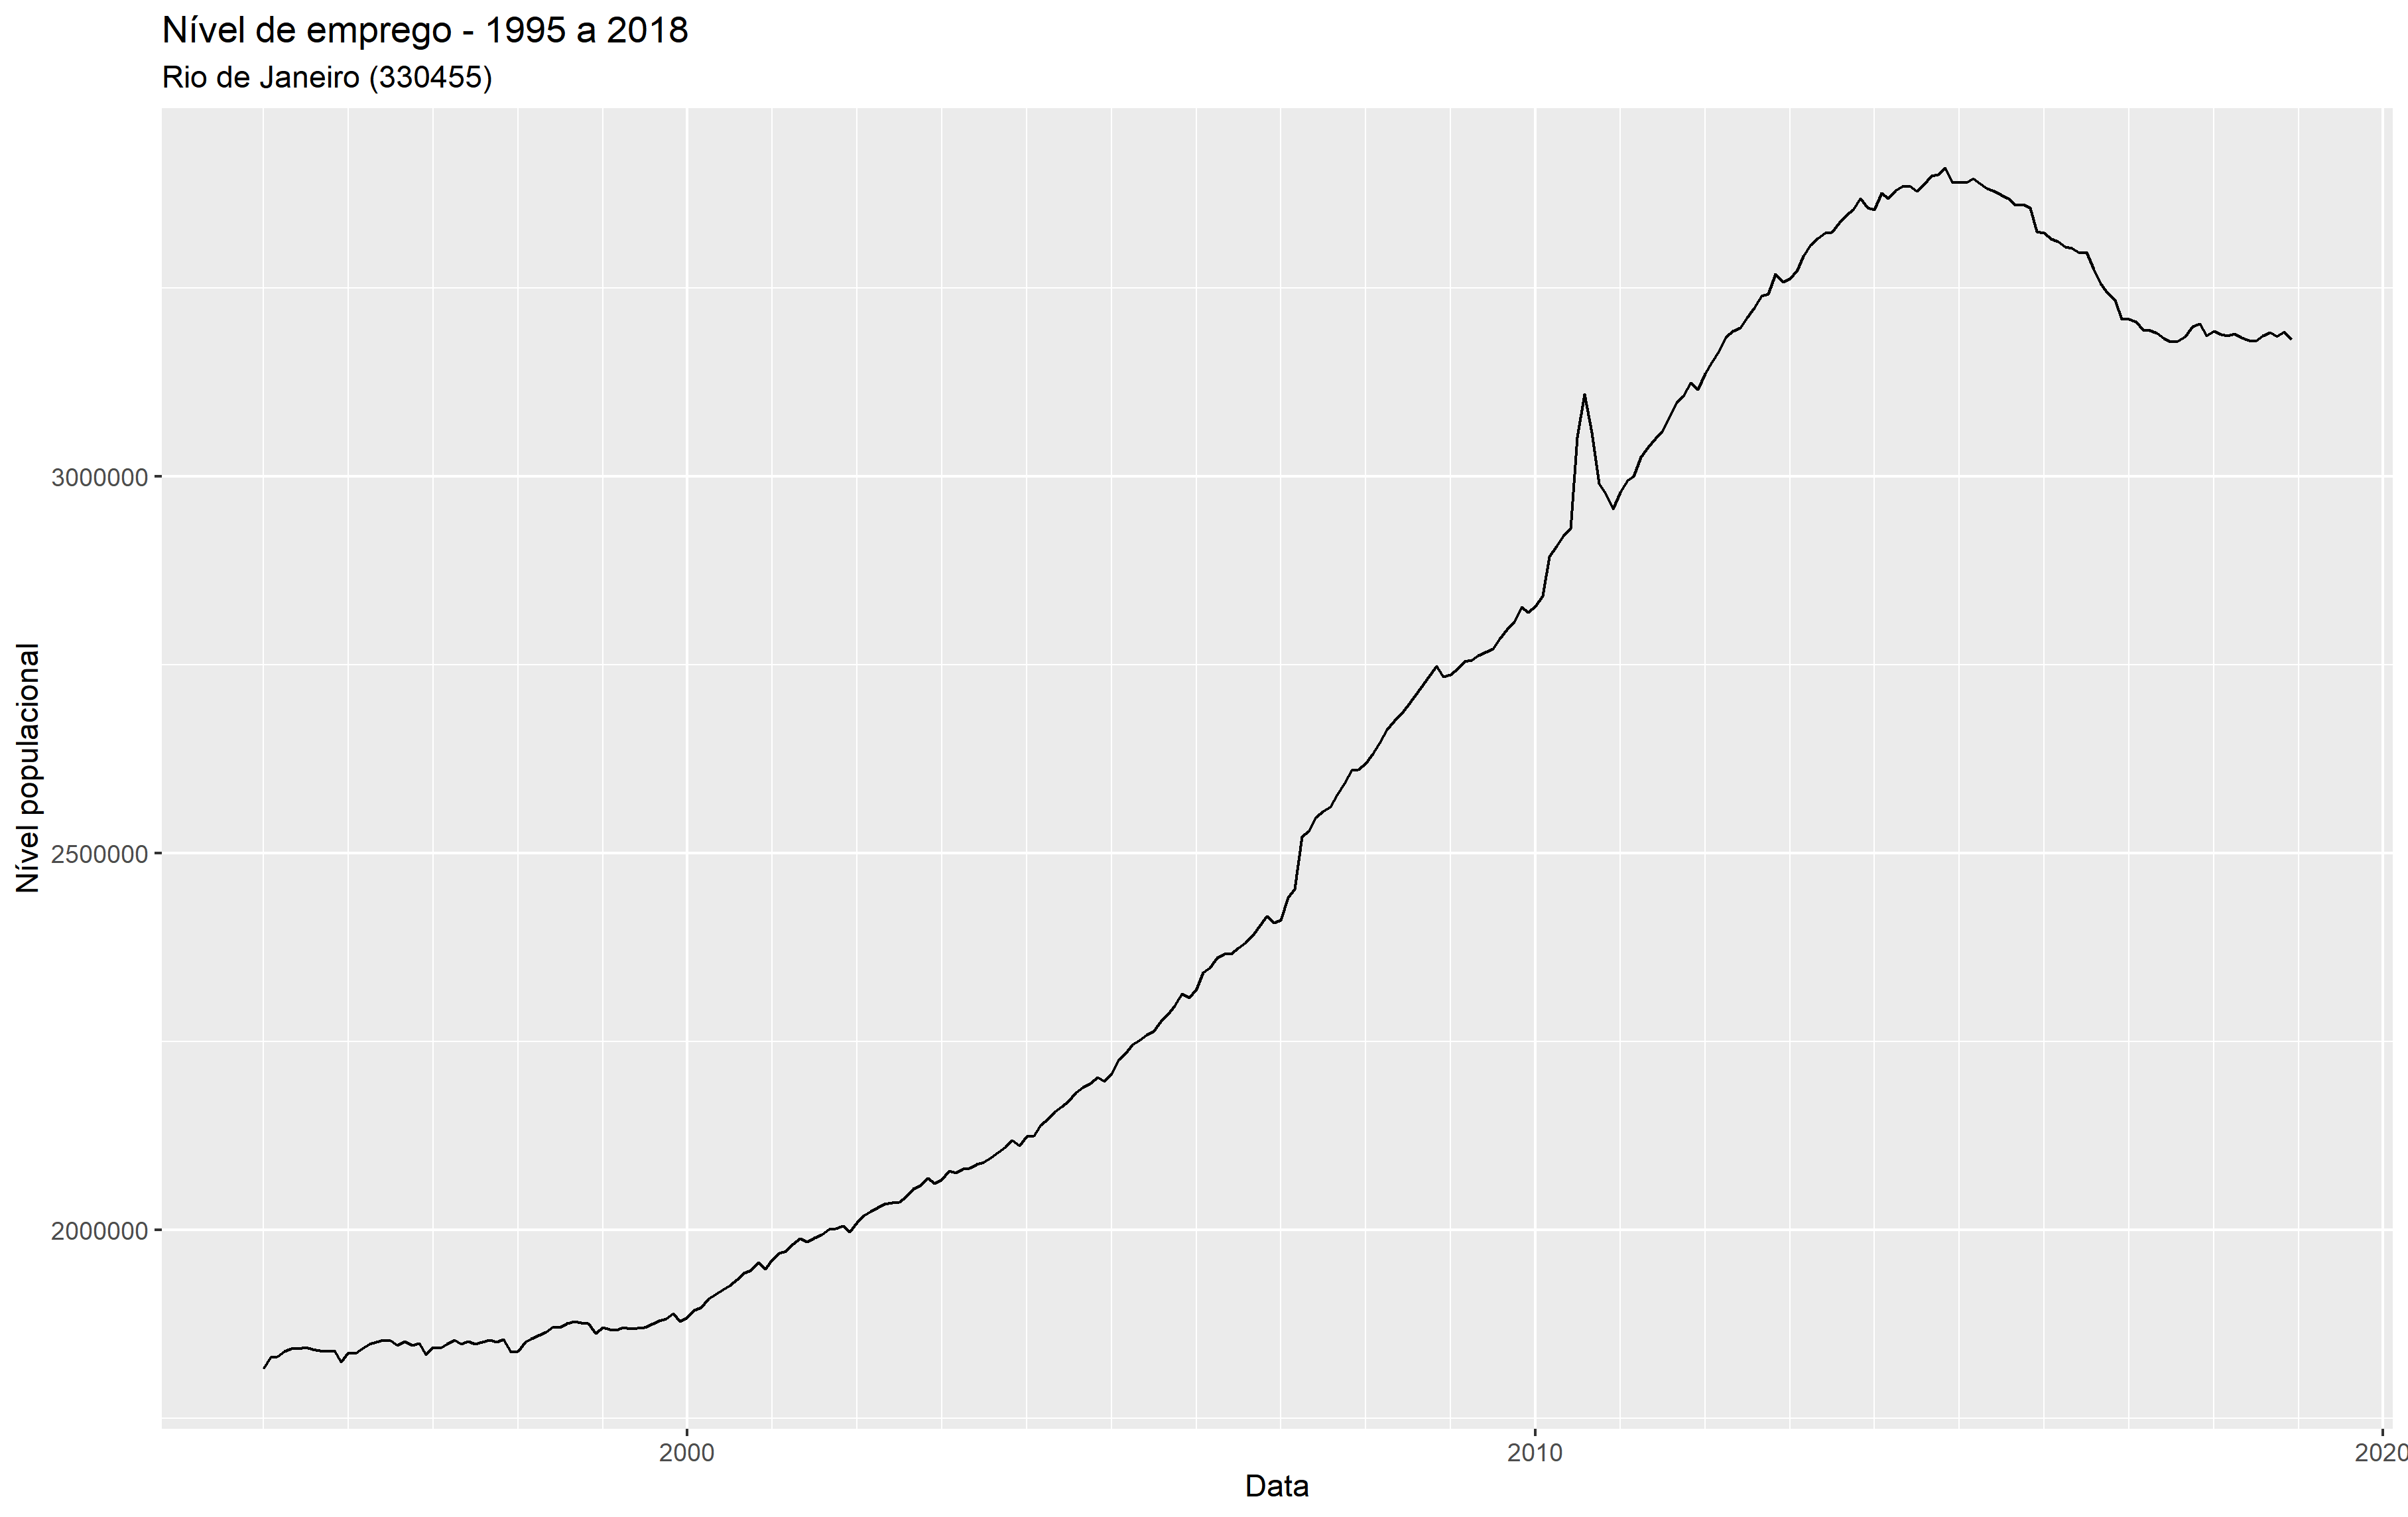 Nível de emprego - 1995 a 2018
Rio de Janeiro (330455)
Nível populacional
3000000
2500000
2000000
2000
2010
2020
Data